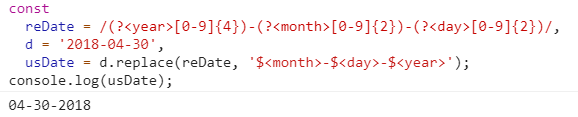 const
  reDate = /(?<year>[0-9]{4})-(?<month>[0-9]{2})-(?<day>[0-9]{2})/,
  d = '2018-04-30',
  usDate = d.replace(reDate, '$<month>-$<day>-$<year>');
console.log(usDate);
04-30-2018